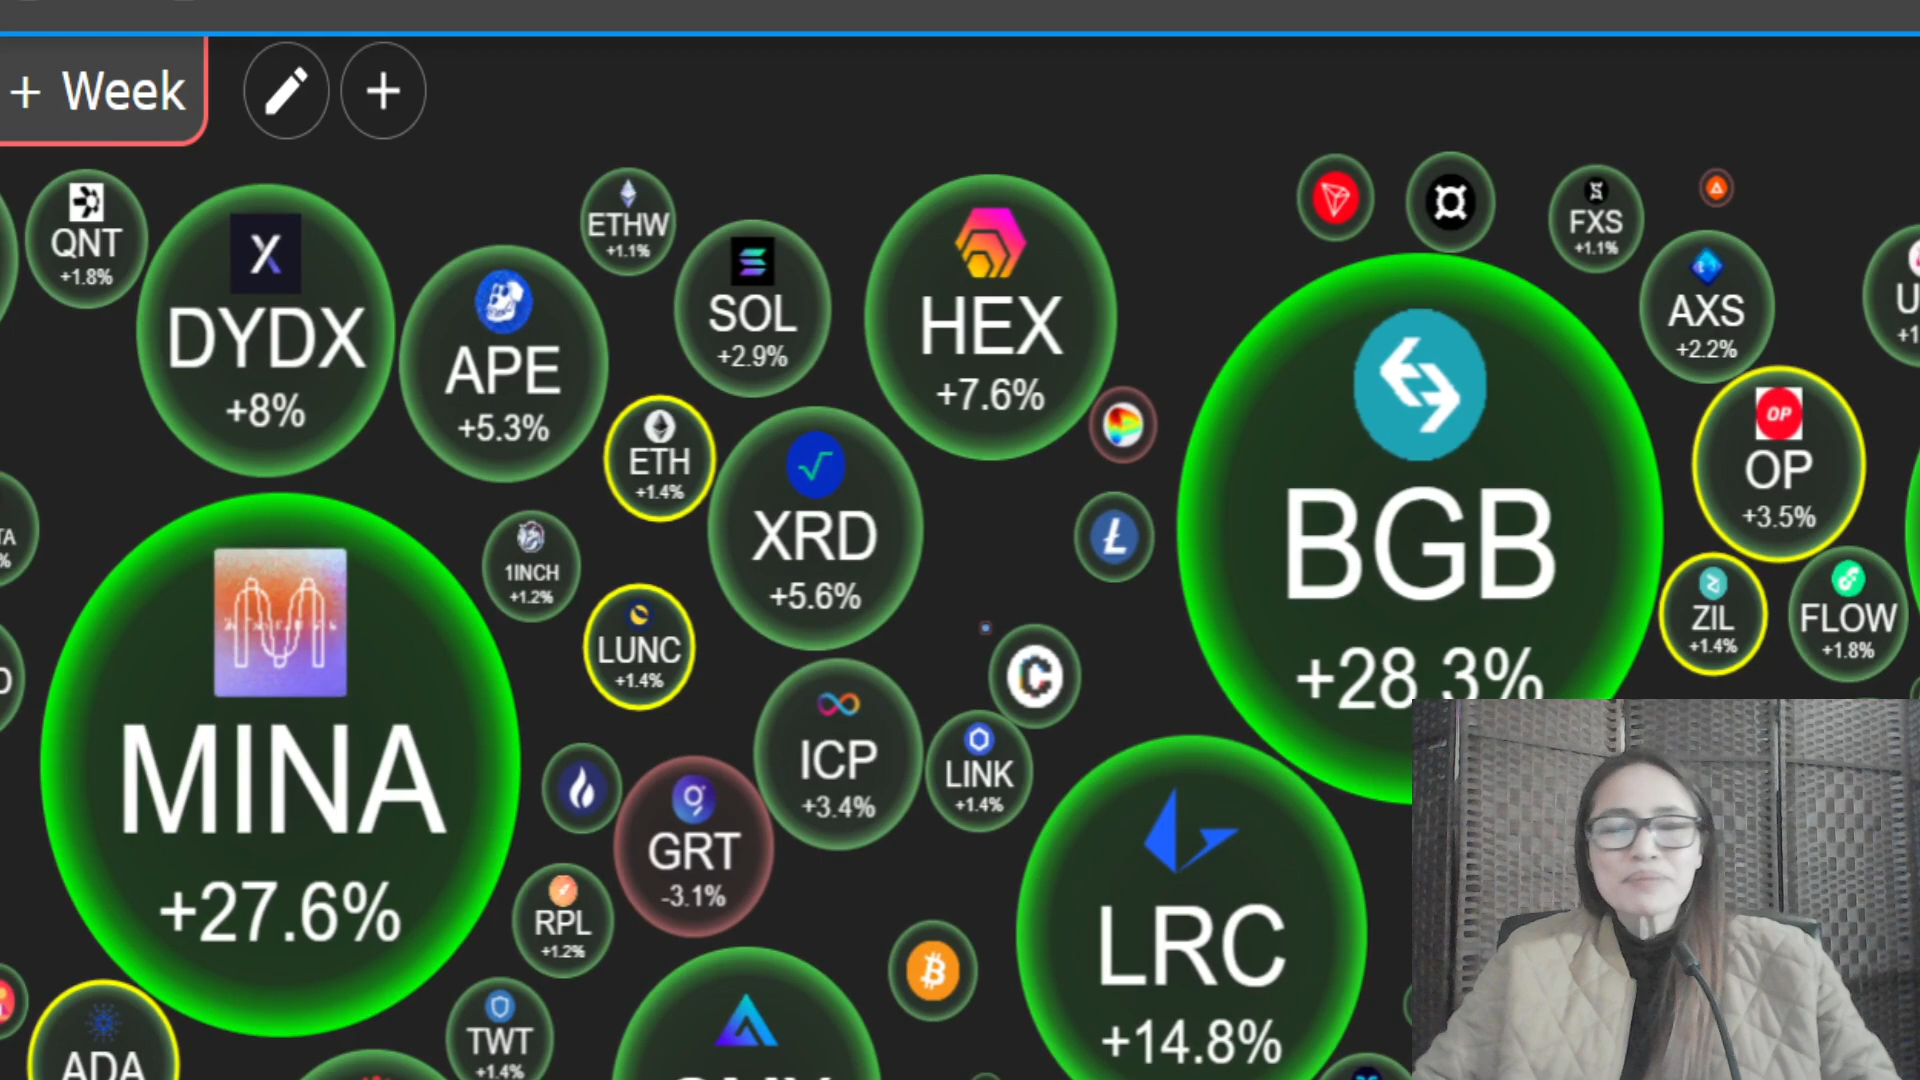 + Week
QNT
+1.8%
DYDX
+8%
APE
+5.3%
ETHW
+1.1%
SOL
+2.9%
HEX
+7.6%
FXS
+1.1%
AXS
+2.2%
ETH
+1.4%
XRD
+5.6%
BGB
+28.3%
OP
OP
+3.5%
1INCH
+1.2%
LUNC
+1.4%
ZIL
+1.4%
FLOW
+1.8%
MINA
+27.6%
ICP
+3.4%
LINK
+1.4%
GRT
-3.1%
RPL
+1.2%
LRC
+14.8%
TWT
+1.4%
ADA